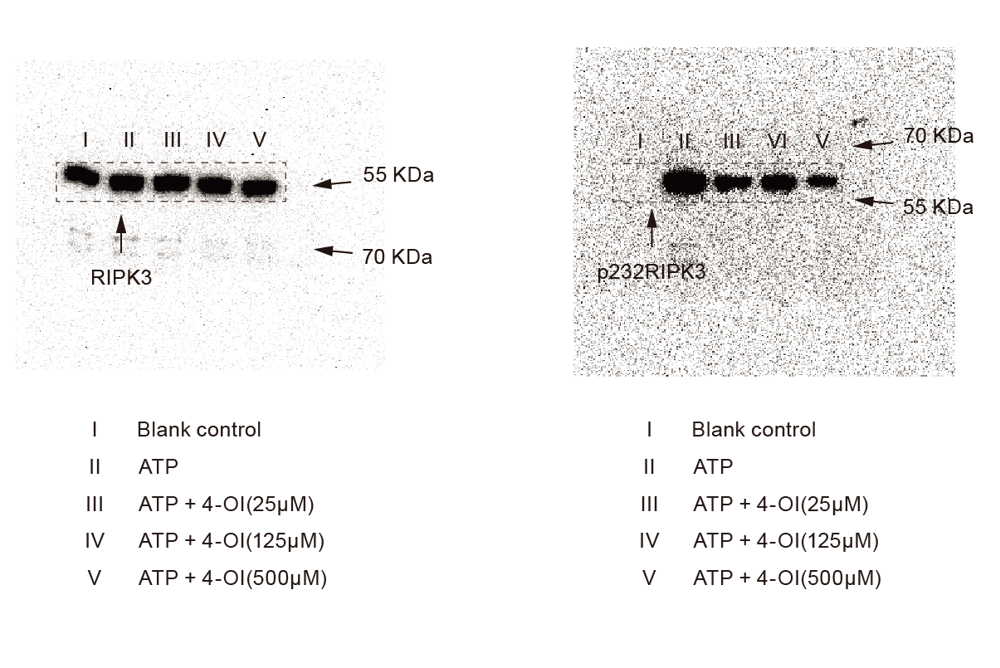 I II III IV V
55 KDa
70 KDa
RIPK3
I Blank control
II ATP
III ATP + 4-OI(25μM)
IV ATP + 4-OI(125μM)
V ATP + 4-OI(500μM)
I II III VI V
70 KDa
55 KDa
p232RIPK3
I Blank control
II ATP
III ATP + 4-OI(25μM)
IV ATP + 4-OI(125μM)
V ATP + 4-OI(500μM)